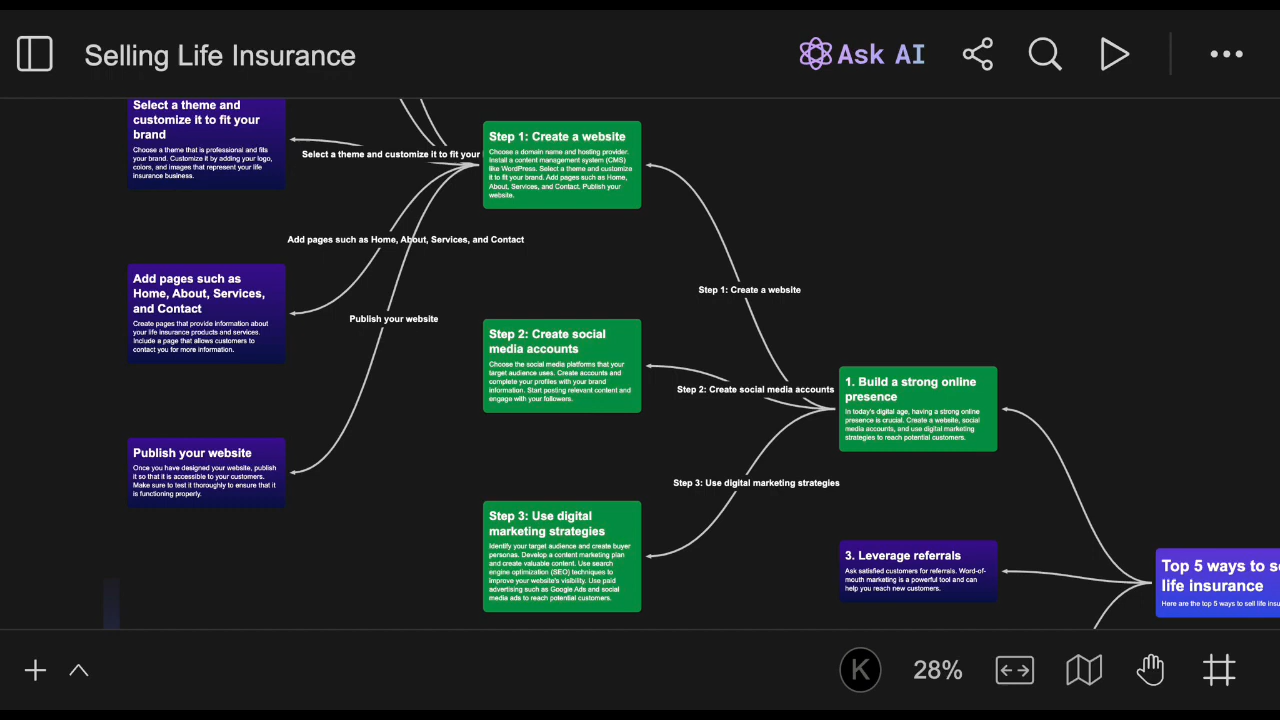 Selling Life Insurance
Ask AI
Select a theme and
customize it to fit your
brand
Choose a theme that is professional and fits
your brand. Customize it by adding your logo,
colors, and images that represent your life
insurance business.
Select a theme and customize it to fit your
Step 1: Create a website
Choose a domain name and hosting provider.
Install a content management system (CMS)
like WordPress. Select a theme and customize
it to fit your brand. Add pages such as Home,
About, Services, and Contact. Publish your
website.
Add pages such as Home, About, Services, and Contact
Add pages such as
Home, About, Services,
and Contact
Create pages that provide information about
your life insurance products and services.
Include a page that allows customers to
contact you for more information.
Publish your website
Step 1: Create a website
Step 2: Create social
media accounts
Choose the social media platforms that your
target audience uses. Create accounts and
complete your profiles with your brand
information. Start posting relevant content and
engage with your followers.
Step 2: Create social media accounts
1. Build a strong online
presence
In today's digital age, having a strong online
presence is crucial. Create a website, social
media accounts, and use digital marketing
strategies to reach potential customers.
Publish your website
Once you have designed your website, publish
it so that it is accessible to your customers.
Make sure to test it thoroughly to ensure that it
is functioning properly.
Step 3: Use digital marketing strategies
Step 3: Use digital
marketing strategies
Identify your target audience and create buyer
personas. Develop a content marketing plan
and create valuable content. Use search
engine optimization (SEO) techniques to
improve your website's visibility. Use paid
advertising such as Google Ads and social
media ads to reach potential customers.
3. Leverage referrals
Ask satisfied customers for referrals. Word-of-
mouth marketing is a powerful tool and can
help you reach new customers.
Top 5 ways to se
life insurance
Here are the top 5 ways to sell life insu
K
28%